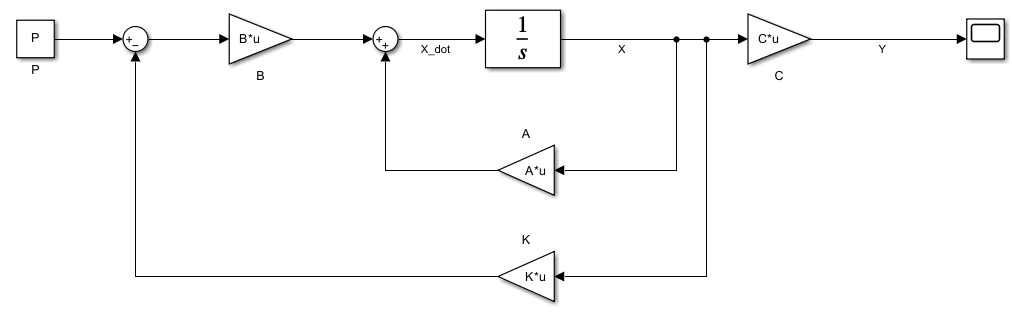 P
P
+
−
B*u
B
+
+
X_dot
1
s
X
C*u
C
Y
A
A*u
K
K*u